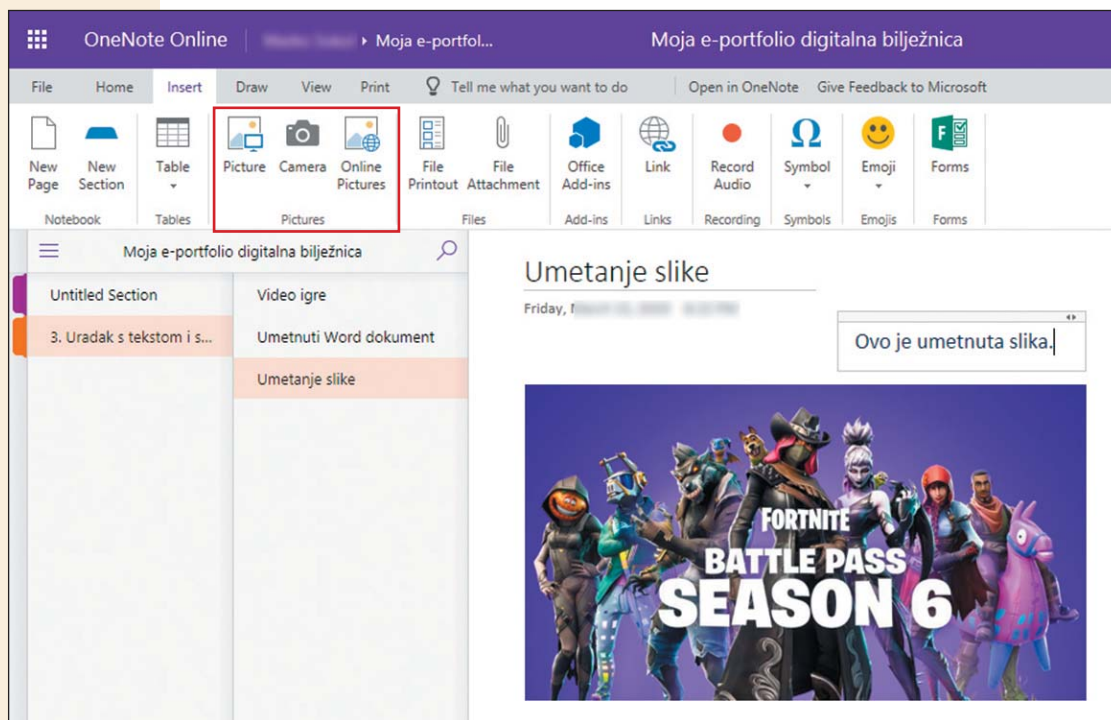 OneNote Online
Moja e-portfol...
Moja e-portfolio digitalna bilježnica
File Home Insert Draw View Print Tell me what you want to do Open in OneNote Give Feedback to Microsoft
New Page
New Section
Table
Picture
Camera
Online Pictures
File Printout
File Attachment
Office Add-ins
Link
Record Audio
Symbol
Emoji
Forms
Notebook Tables Pictures Files Add-ins Links Recording Symbols Emojis Forms
Moja e-portfolio digitalna bilježnica
Untitled Section
3. Uradak s tekstom i s...
Video igre
Umetnuti Word dokument
Umetanje slike
Umetanje slike
Friday,
Ovo je umetnuta slika.
FORTNITE
BATTLE PASS
SEASON 6